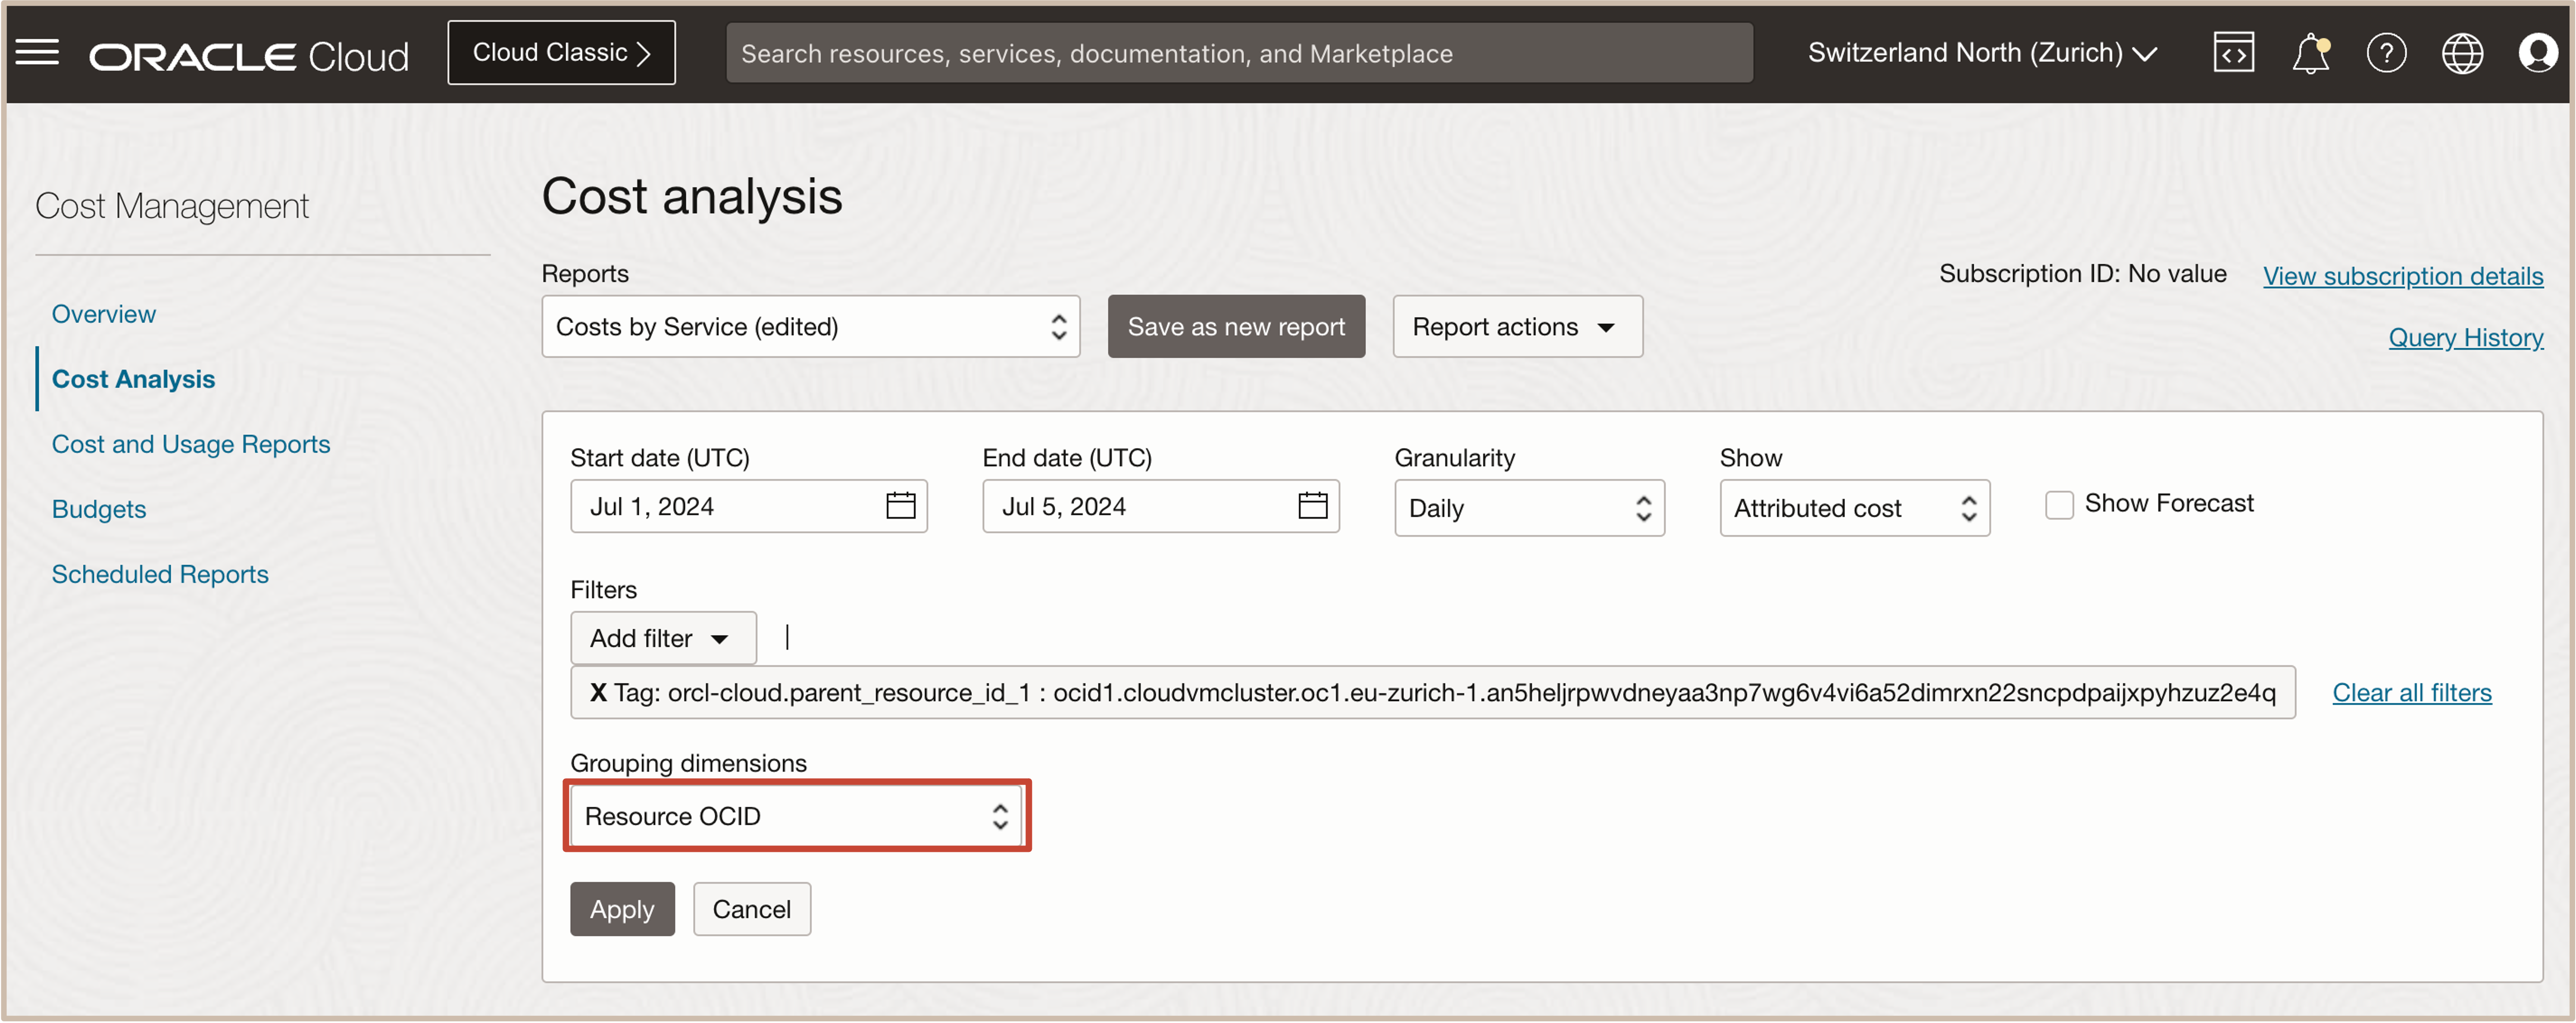 ORACLE Cloud
Cloud Classic
Search resources, services, documentation, and Marketplace
Switzerland North (Zurich)
Cost Management
Overview
Cost Analysis
Cost and Usage Reports
Budgets
Scheduled Reports
Cost analysis
Reports
Costs by Service (edited)
Save as new report
Report actions
Subscription ID: No value
View subscription details
Query History
Start date (UTC)
Jul 1, 2024
End date (UTC)
Jul 5, 2024
Granularity
Daily
Show
Attributed cost
Show Forecast
Filters
Add filter
X Tag: orcl-cloud.parent_resource_id_1 : ocid1.cloudvmcluster.oc1.eu-zurich-1.an5heljrpwvdneyaa3np7wg6v4vi6a52dimrxn22sncpdpaijxpyhzuz2e4q
Clear all filters
Grouping dimensions
Resource OCID
Apply
Cancel